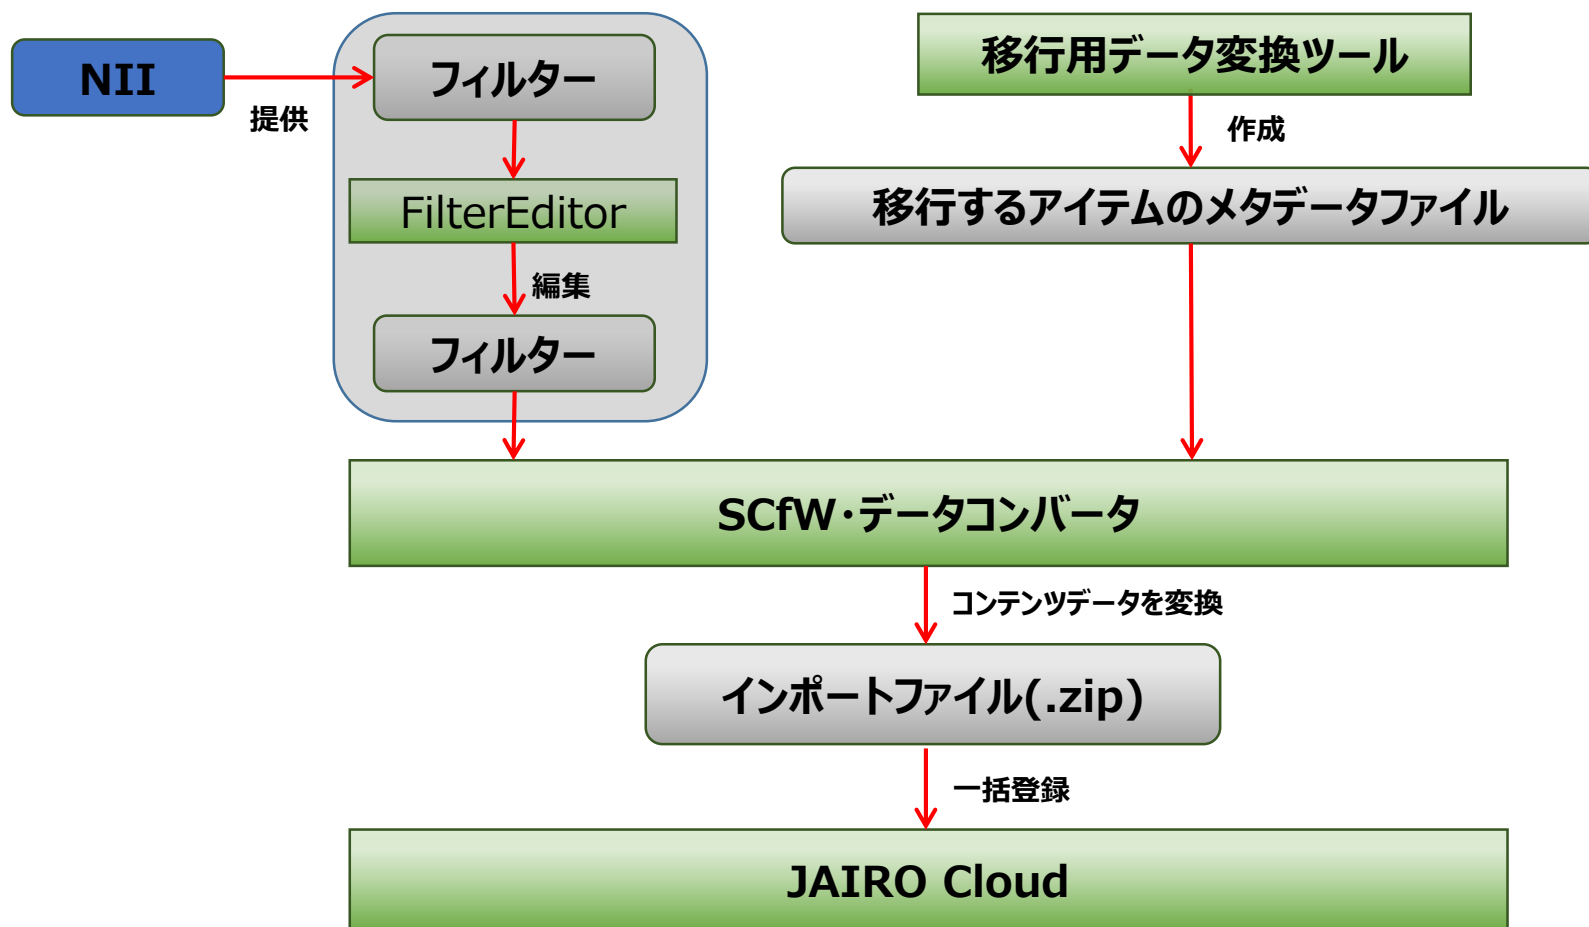 NII
提供
フィルター
FilterEditor
編集
フィルター
移行用データ変換ツール
作成
移行するアイテムのメタデータファイル
SCfW・データコンバータ
コンテンツデータを変換
インポートファイル(.zip)
一括登録
JAIRO Cloud